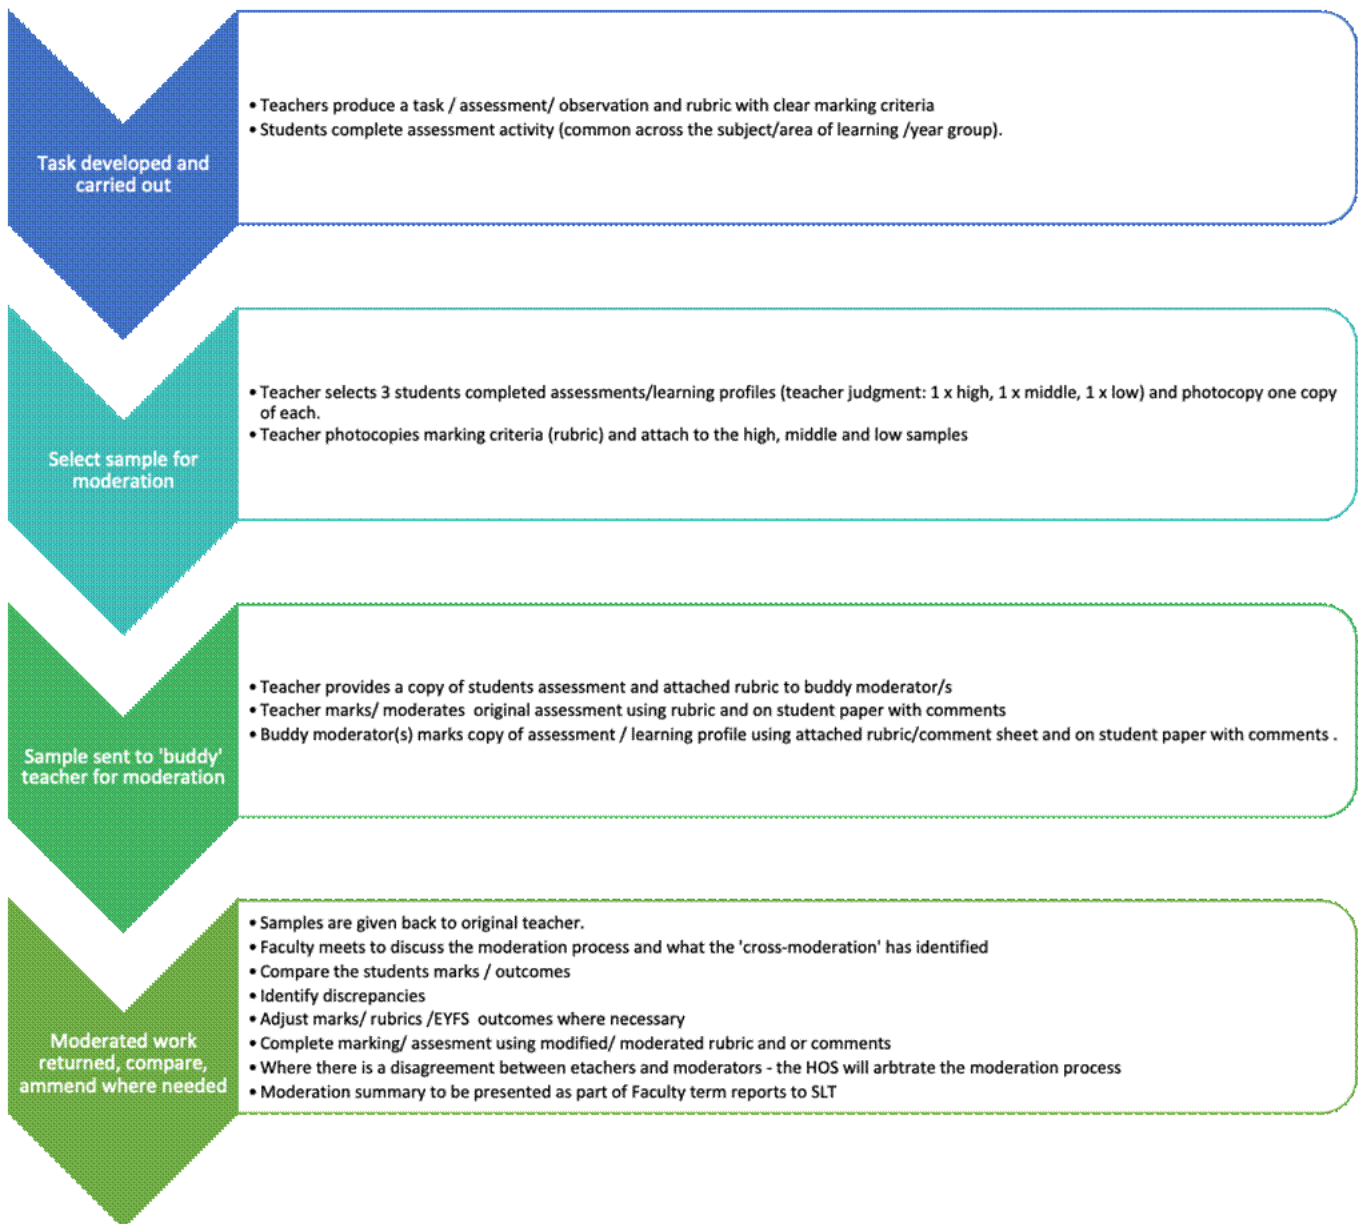 Task developed and
carried out
• Teachers produce a task / assessment/ observation and rubric with clear marking criteria
• Students complete assessment activity (common across the subject/area of learning /year group).
Select sample for
moderation
• Teacher selects 3 students completed assessments/learning profiles (teacher judgment: 1 x high, 1 x middle, 1 x low) and photocopy one copy
of each.
• Teacher photocopies marking criteria (rubric) and attach to the high, middle and low samples
Sample sent to 'buddy'
teacher for moderation
• Teacher provides a copy of students assessment and attached rubric to buddy moderator/s
• Teacher marks/ moderates  original assessment using rubric and on student paper with comments
• Buddy moderator(s) marks copy of assessment / learning profile using attached rubric/comment sheet and on student paper with comments .
Moderated work
returned, compare,
ammend where needed
• Samples are given back to original teacher.
• Faculty meets to discuss the moderation process and what the 'cross-moderation' has identified
• Compare the students marks / outcomes
• Identify discrepancies
• Adjust marks/ rubrics /EYFS  outcomes where necessary
• Complete marking/ assesment using modified/ moderated rubric and or comments
• Where there is a disagreement between etachers and moderators - the HOS will arbtrate the moderation process
• Moderation summary to be presented as part of Faculty term reports to SLT